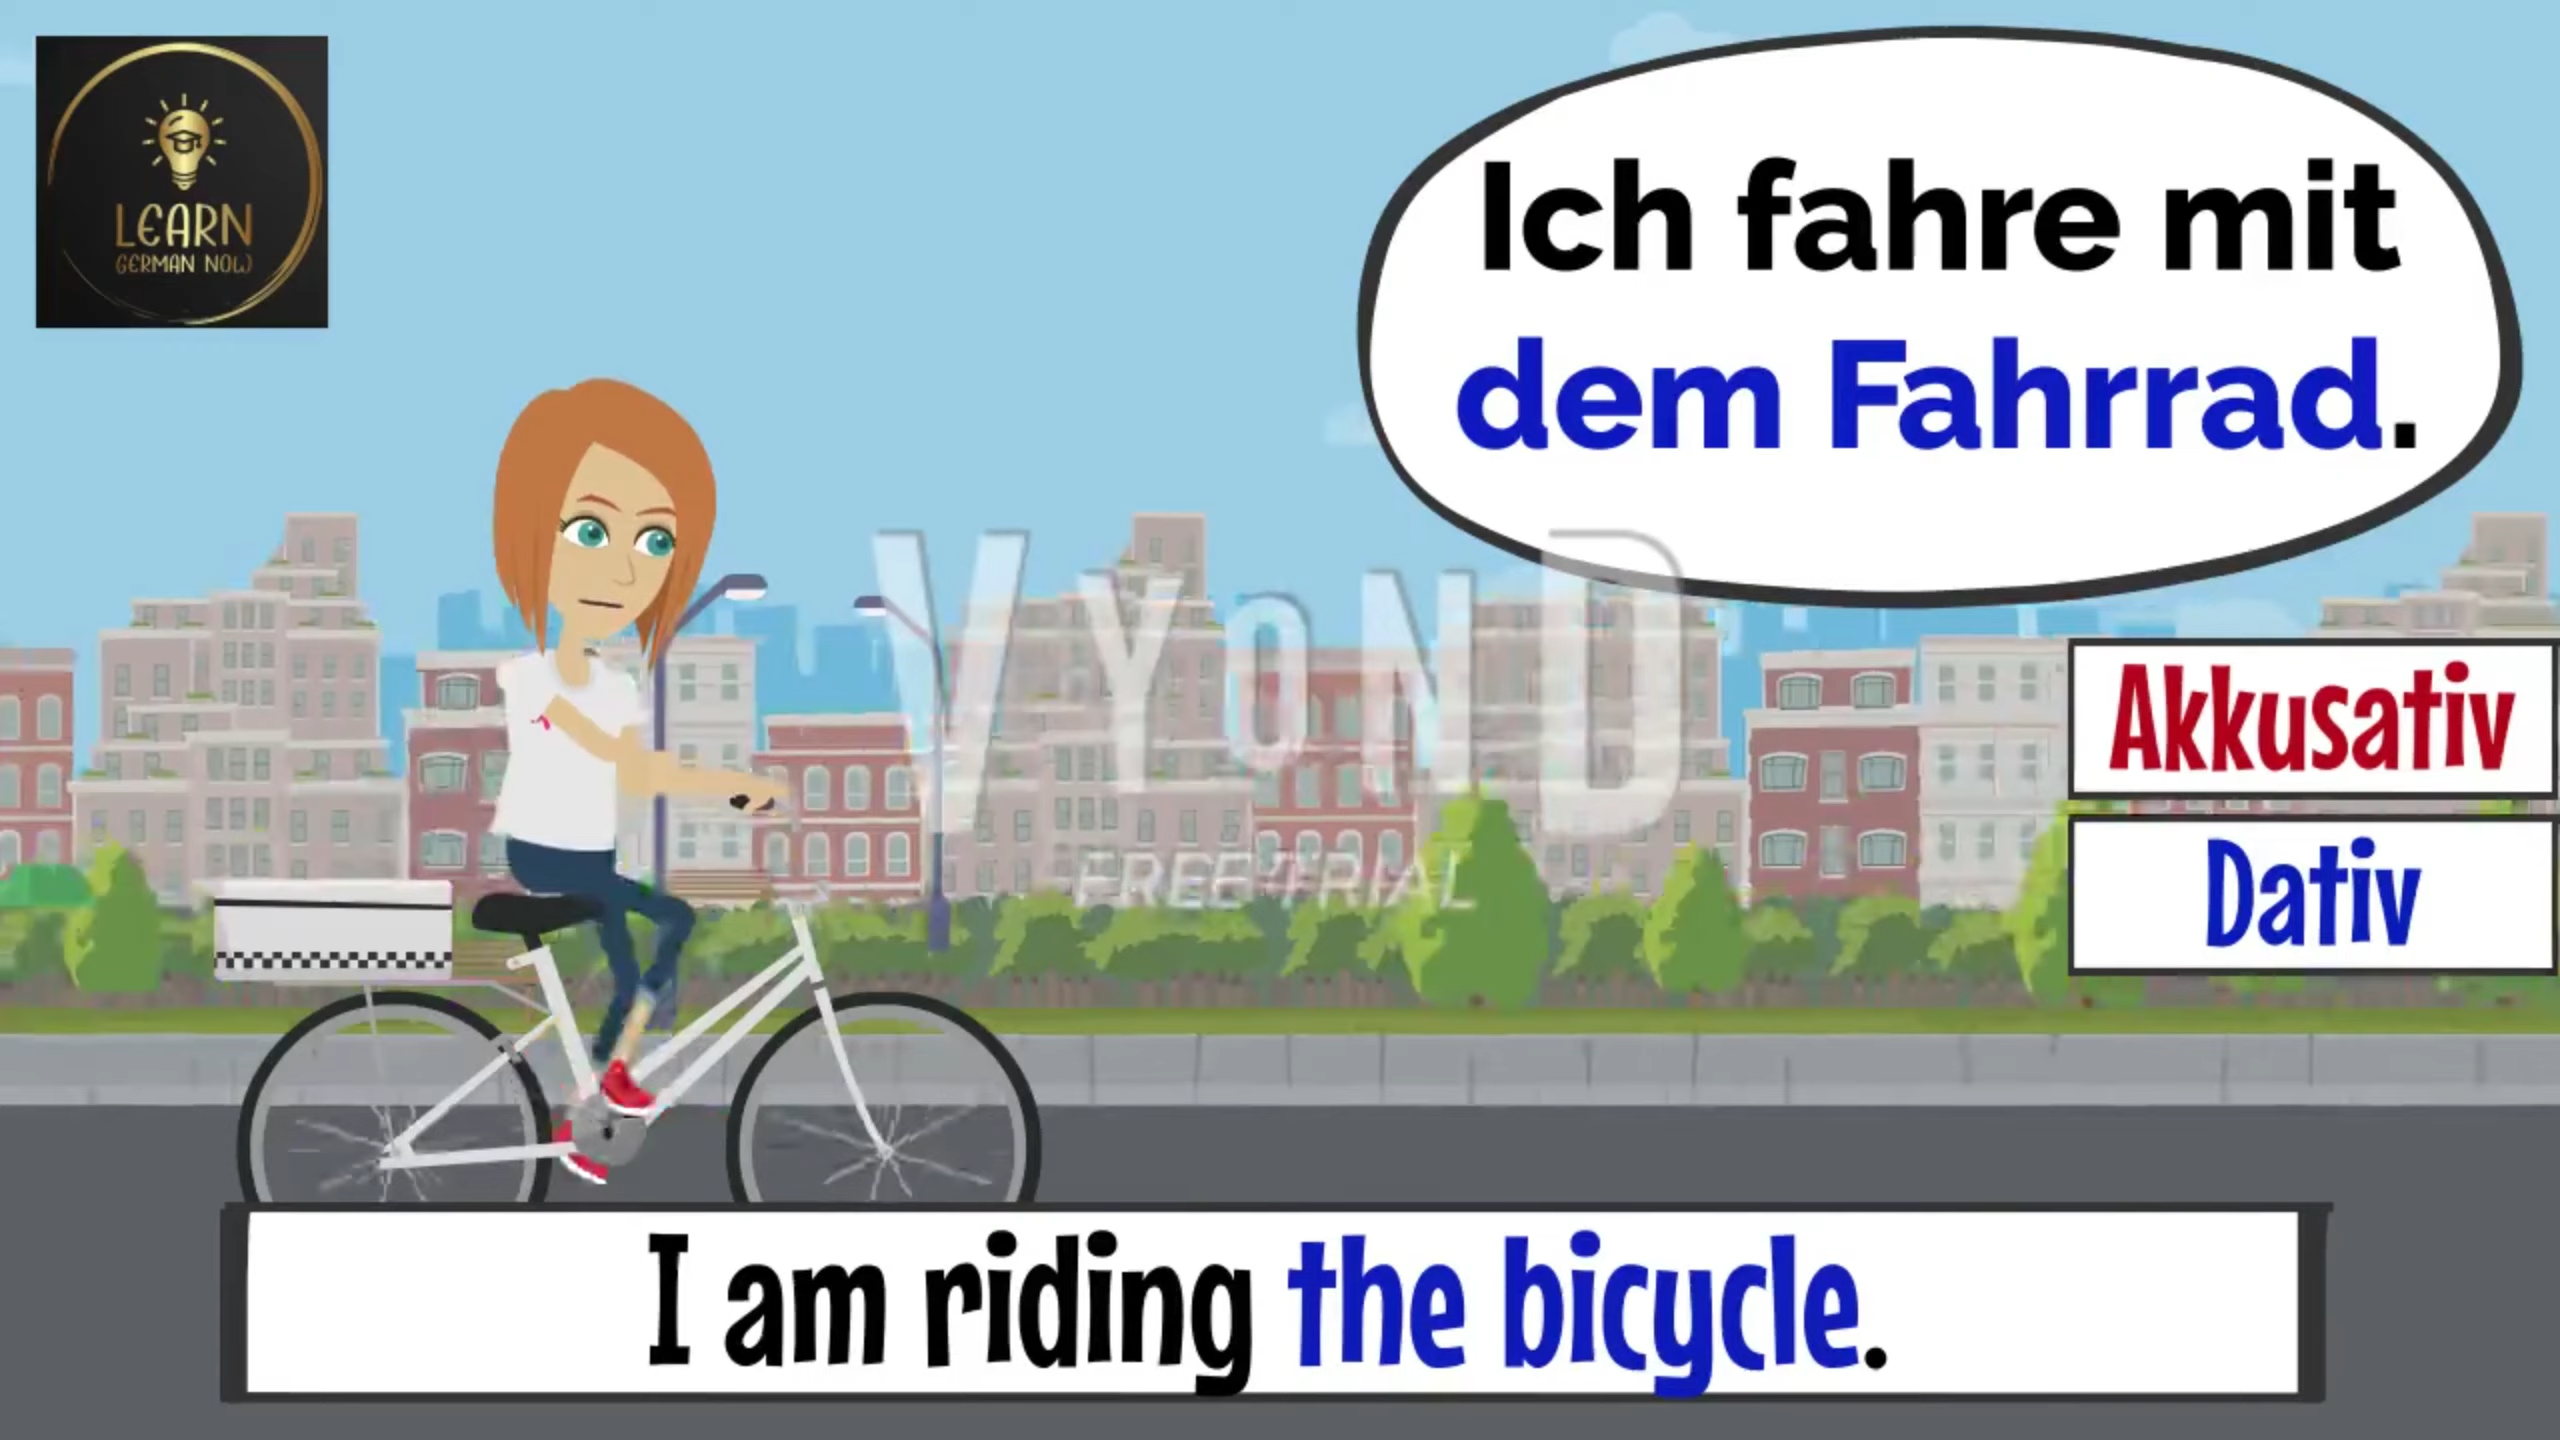 LEARN
GERMAN NOW
Ich fahre mit
dem Fahrrad.
VYOND
FREE TRIAL
Akkusativ
Dativ
I am riding the bicycle.